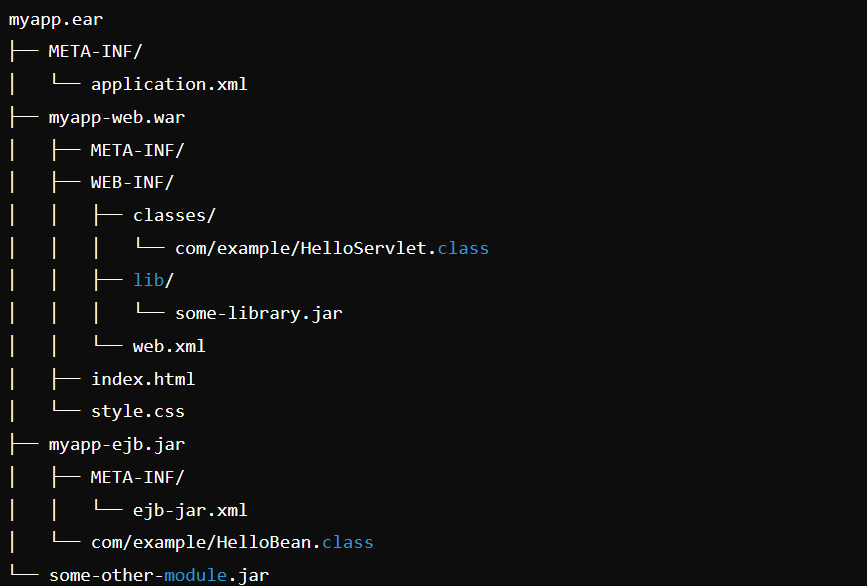 myapp.ear
├── META-INF/
│   └── application.xml
├── myapp-web.war
│   ├── META-INF/
│   ├── WEB-INF/
│   │   ├── classes/
│   │   │   └── com/example/HelloServlet.class
│   │   ├── lib/
│   │   │   └── some-library.jar
│   │   └── web.xml
│   ├── index.html
│   └── style.css
├── myapp-ejb.jar
│   ├── META-INF/
│   │   └── ejb-jar.xml
│   └── com/example/HelloBean.class
└── some-other-module.jar